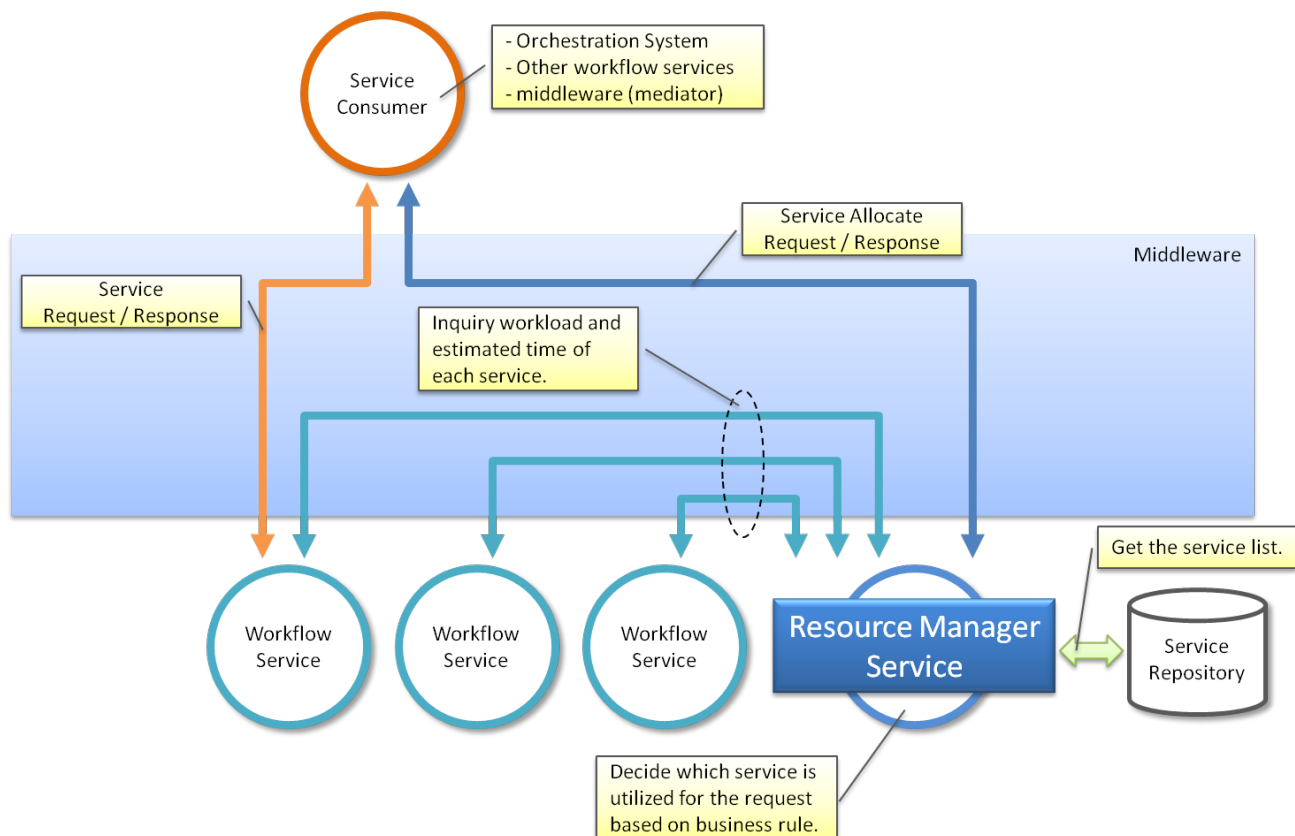 Service
Consumer
- Orchestration System
- Other workflow services
- middleware (mediator)
Service Allocate
Request / Response
Middleware
Service
Request / Response
Inquiry workload and
estimated time of
each service.
Get the service list.
Workflow
Service
Workflow
Service
Workflow
Service
Resource Manager
Service
Service
Repository
Decide which service is
utilized for the request
based on business rule.